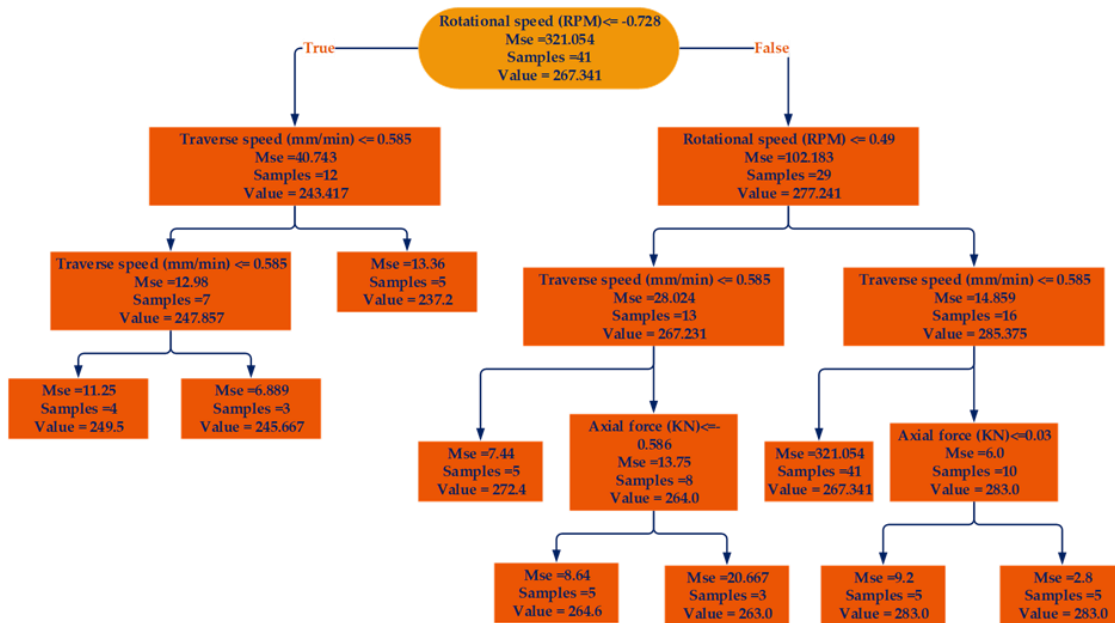 Rotational speed (RPM)<= -0.728
Mse =321.054
Samples =41
Value = 267.341
True
False
Traverse speed (mm/min) <= 0.585
Mse=40.743
Samples =12
Value = 243.417
Rotational speed (RPM) <= 0.49
Mse =102.183
Samples =29
Value = 277.241
Traverse speed (mm/min) <= 0.585
Mse =12.98
Samples =7
Value = 247.857
Mse =13.36
Samples =5
Value = 237.2
Traverse speed (mm/min) <= 0.585
Mse=28.024
Samples =13
Value = 267.231
Traverse speed (mm/min) <=0.585
Mse =14.859
Samples =16
Value = 285.375
Mse =11.25
Samples =4
Value = 249.5
Mse=6.889
Samples =3
Value = 245.667
Mse =7.44
Samples =5
Value = 272.4
Axial force (KN)<=-
0.586
Mse =13.75
Samples =8
Value = 264.0
Mse =321.054
Samples =41
Value = 267.341
Axial force (KN)<=0.03
Mse =6.0
Samples =10
Value = 283.0
Mse =8.64
Samples =5
Value = 264.6
Mse =20.667
Samples =3
Value = 263.0
Mse =9.2
Samples =5
Value = 283.0
Mse =2.8
Samples =5
Value = 283.0